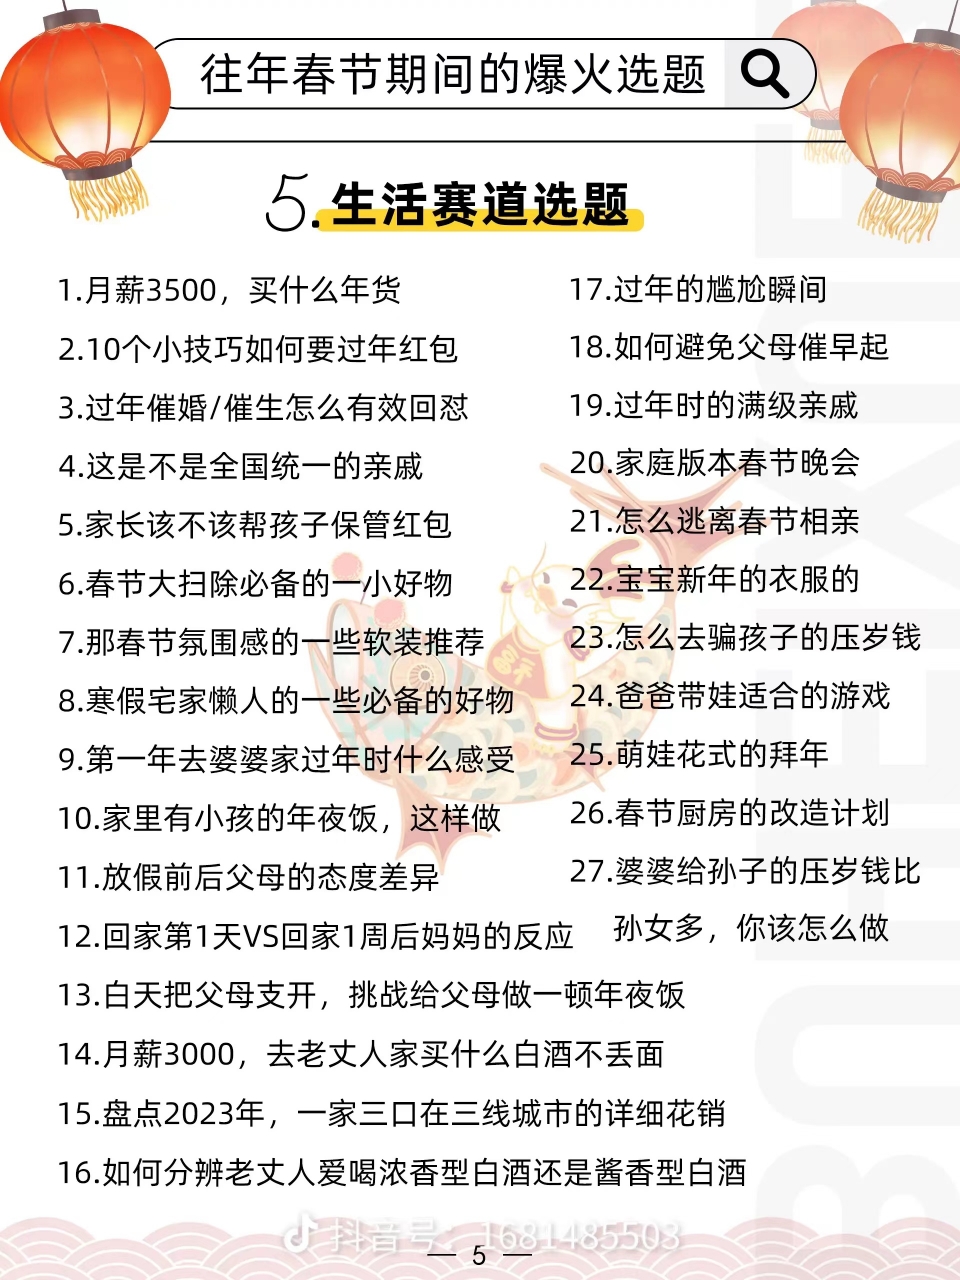 往年春节期间的爆火选题
5.生活赛道选题
1.月薪3500，买什么年货
2.10个小技巧如何要过年红包
3.过年催婚/催生怎么有效回怼
4.这是不是全国统一的亲戚
5.家长该不该帮孩子保管红包
6.春节大扫除必备的一小好物
7.那春节氛围感的一些软装推荐
8.寒假宅家懒人的一些必备的好物
9.第一年去婆婆家过年时什么感受
10.家里有小孩的年夜饭，这样做
11.放假前后父母的态度差异
12.回家第1天VS回家1周后妈妈的反应
13.白天把父母支开，挑战给父母做一顿年夜饭
14.月薪3000，去老丈人家买什么白酒不丢面
15.盘点2023年，一家三口在三线城市的详细花销
16.如何分辨老丈人爱喝浓香型白酒还是酱香型白酒
17.过年的尴尬瞬间
18.如何避免父母催早起
19.过年时的满级亲戚
20.家庭版本春节晚会
21.怎么逃离春节相亲
22.宝宝新年的衣服的
23.怎么去骗孩子的压岁钱
24.爸爸带娃适合的游戏
25.萌娃花式的拜年
26.春节厨房的改造计划
27.婆婆给孙子的压岁钱比
孙女多，你该怎么做
抖音号：1681485503
— 5 —